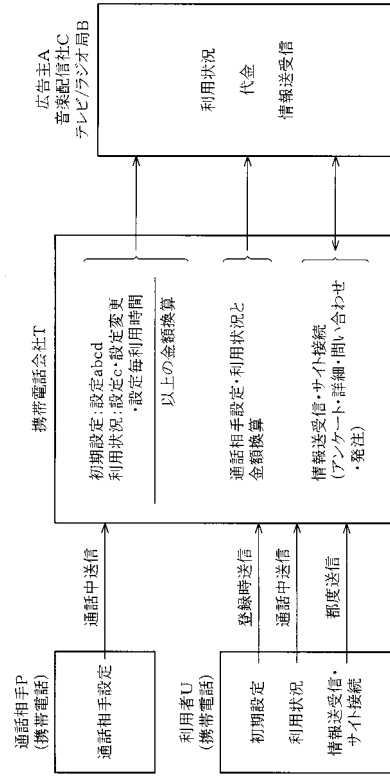 通話相手P
(携帯電話)
通話相手設定
通話中送信
利用者U
(携帯電話)
初期設定
利用状況
情報送受信・
サイト接続
登録時送信
通話中送信
都度送信
携帯電話会社T
初期設定:設定abcd
利用状況:設定c・設定変更
・設定毎利用時間
以上の金額換算
通話相手設定・利用状況と
金額換算
情報送受信・サイト接続
(アンケート・詳細・問い合わせ
・発注)
広告主A
音楽配信社C
テレビ/ラジオ局B
利用状況
代金
情報送受信